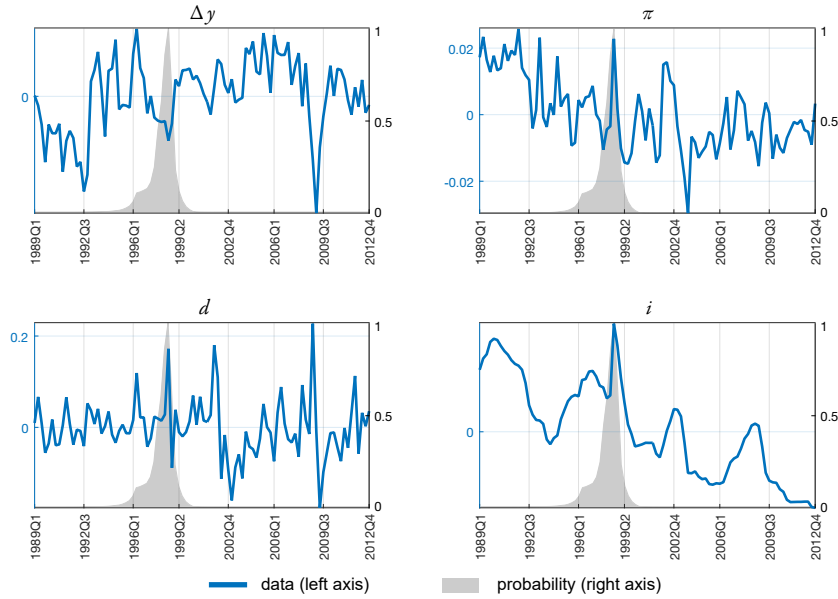 Δy π
0 1 0.5 0
0.02 0 -0.02 1 0.5 0
1989Q1 1992Q3 1996Q1 1999Q2 2002Q4 2006Q1 2009Q3 2012Q4
1989Q1 1992Q3 1996Q1 1999Q2 2002Q4 2006Q1 2009Q3 2012Q4
d i
0.2 0 1 0.5 0
0 1 0.5 0
1989Q1 1992Q3 1996Q1 1999Q2 2002Q4 2006Q1 2009Q3 2012Q4
1989Q1 1992Q3 1996Q1 1999Q2 2002Q4 2006Q1 2009Q3 2012Q4
data (left axis) probability (right axis)